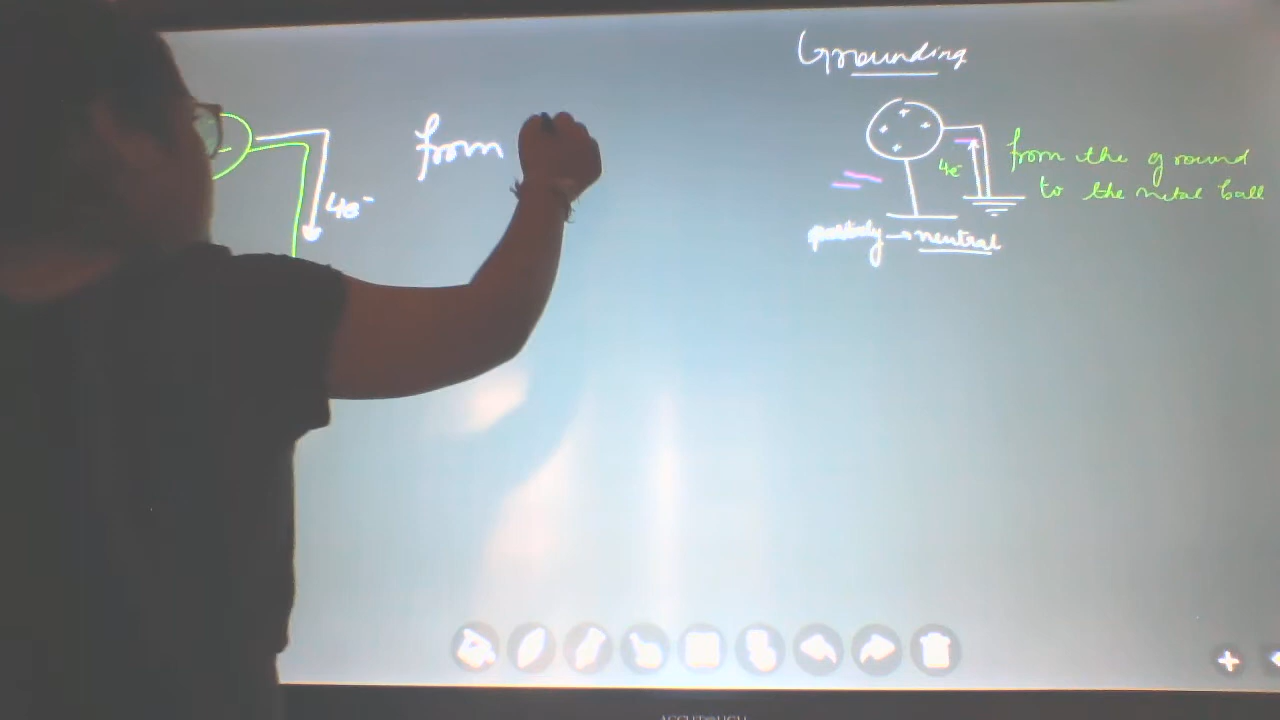 Grounding
from
4e-
4e-
from the ground
to the metal ball
→ neutral